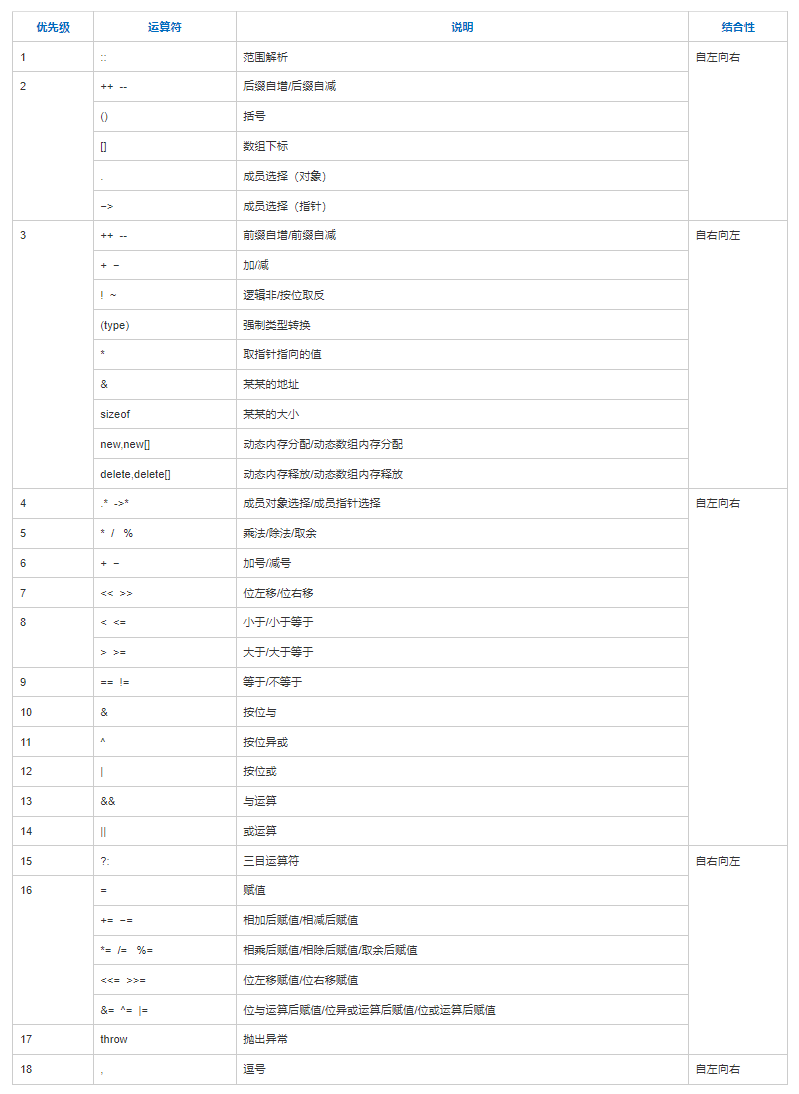 优先级 运算符 说明 结合性
1 :: 范围解析 自左向右
2 ++ -- 后缀自增/后缀自减
() 括号
[] 数组下标
. 成员选择（对象）
−> 成员选择（指针）
3 ++ -- 前缀自增/前缀自减 自右向左
+ − 加/减
! ~ 逻辑非/按位取反
(type) 强制类型转换
* 取指针指向的值
& 某某的地址
sizeof 某某的大小
new,new[] 动态内存分配/动态数组内存分配
delete,delete[] 动态内存释放/动态数组内存释放
4 .* ->* 成员对象选择/成员指针选择 自左向右
5 * / % 乘法/除法/取余
6 + − 加号/减号
7 << >> 位左移/位右移
8 < <= 小于/小于等于
> >= 大于/大于等于
9 == != 等于/不等于
10 & 按位与
11 ^ 按位异或
12 | 按位或
13 && 与运算
14 || 或运算
15 ?: 三目运算符 自右向左
16 = 赋值
+= −= 相加后赋值/相减后赋值
*= /= %= 相乘后赋值/相除后赋值/取余后赋值
<<= >>= 位左移赋值/位右移赋值
&= ^= |= 位与运算后赋值/位异或运算后赋值/位或运算后赋值
17 throw 抛出异常
18 , 逗号 自左向右